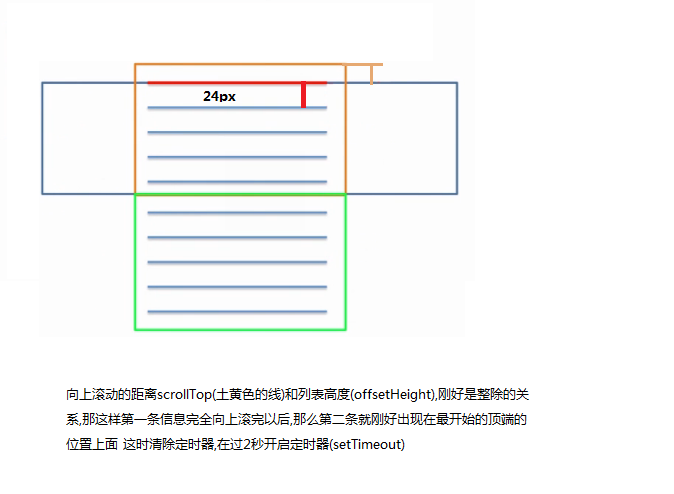 24px
向上滚动的距离scrollTop(土黄色的线)和列表高度(offsetHeight),刚好是整除的关
系,那这样第一条信息完全向上滚完以后,那么第二条就刚好出现在最开始的顶端的
位置上面 这时清除定时器,在过2秒开启定时器(setTimeout)